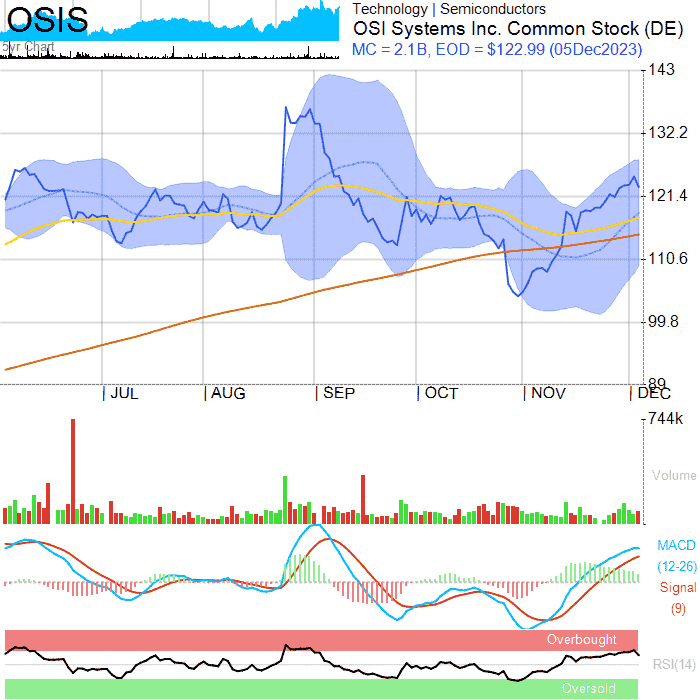 OSIS
5yr Chart
Technology | Semiconductors
OSI Systems Inc. Common Stock (DE)
MC = 2.1B, EOD = $122.99 (05Dec2023)
143
132.2
121.4
110.6
99.8
89
| JUL | AUG | SEP | OCT | NOV | DEC
744k
Volume
MACD
(12-26)
Signal
(9)
Overbought
RSI(14)
Oversold